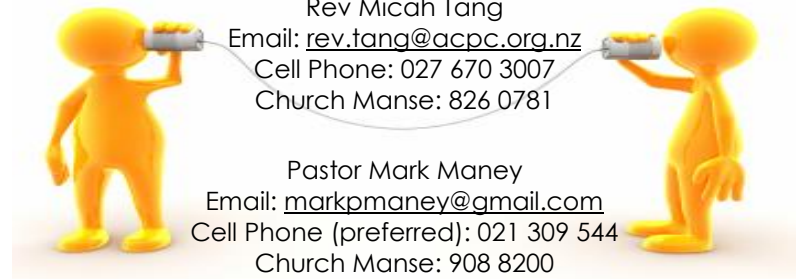 Rev Micah Tang
Email: rev.tang@acpc.org.nz
Cell Phone: 027 670 3007
Church Manse: 826 0781
Pastor Mark Maney
Email: markpmaney@gmail.com
Cell Phone (preferred): 021 309 544
Church Manse: 908 8200